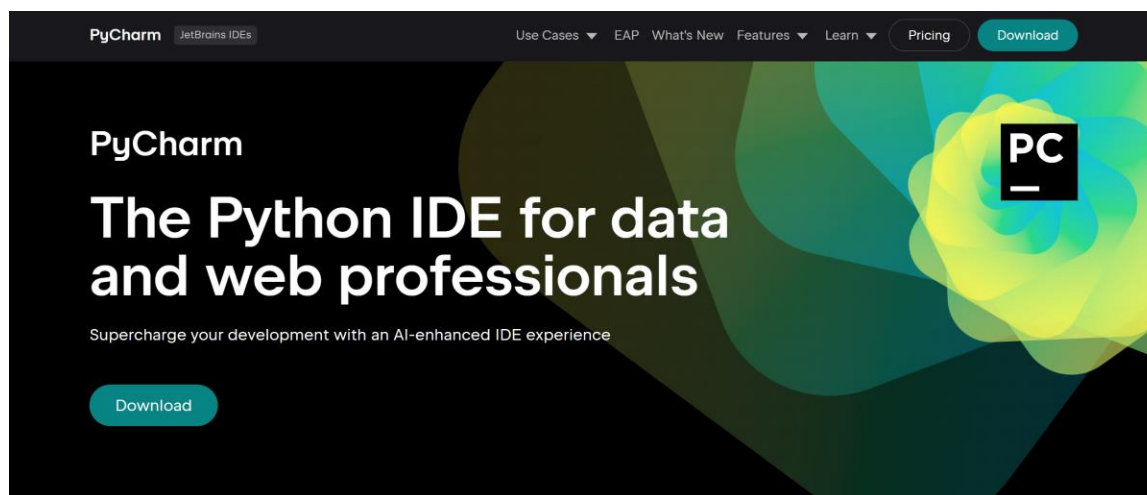 PyCharm JetBrains IDEs Use Cases EAP What's New Features Learn Pricing Download
PyCharm
PC
The Python IDE for data
and web professionals
Supercharge your development with an AI-enhanced IDE experience
Download